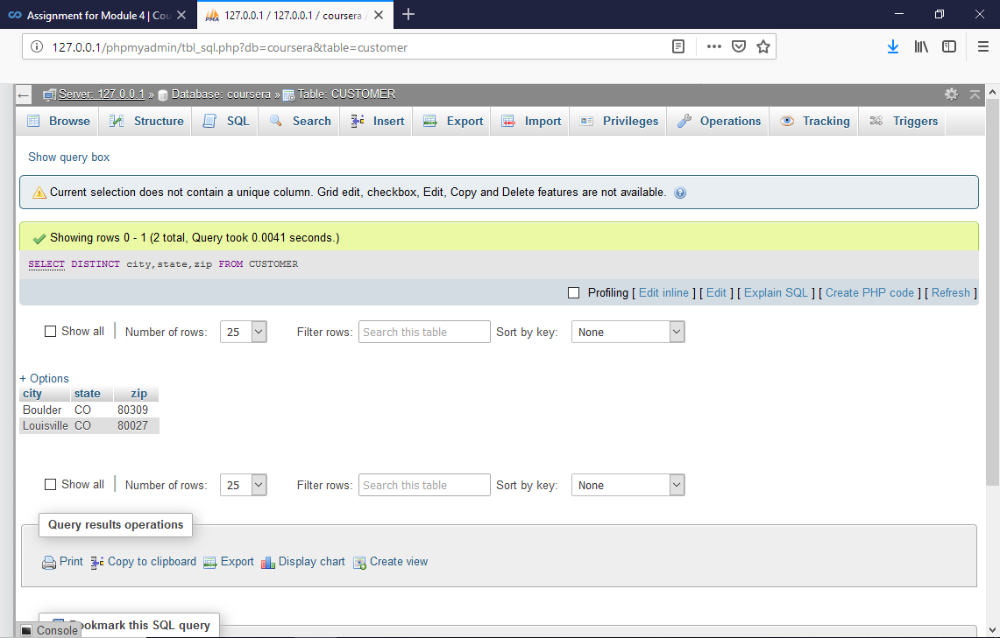 Assignment for Module 4 | Cou
127.0.0.1 / 127.0.0.1 / coursera
127.0.0.1/phpmyadmin/tbl_sql.php?db=coursera&table=customer
Server: 127.0.0.1 » Database: coursera » Table: CUSTOMER
Browse Structure SQL Search Insert Export Import Privileges Operations Tracking Triggers
Show query box
Current selection does not contain a unique column. Grid edit, checkbox, Edit, Copy and Delete features are not available.
Showing rows 0 - 1 (2 total, Query took 0.0041 seconds.)
SELECT DISTINCT city,state,zip FROM CUSTOMER
Profiling [ Edit inline ] [ Edit ] [ Explain SQL ] [ Create PHP code ] [ Refresh ]
Show all Number of rows: 25 Filter rows: Search this table Sort by key: None
+ Options
city state zip
Boulder CO 80309
Louisville CO 80027
Show all Number of rows: 25 Filter rows: Search this table Sort by key: None
Query results operations
Print Copy to clipboard Export Display chart Create view
ookmark this SQL query
Console